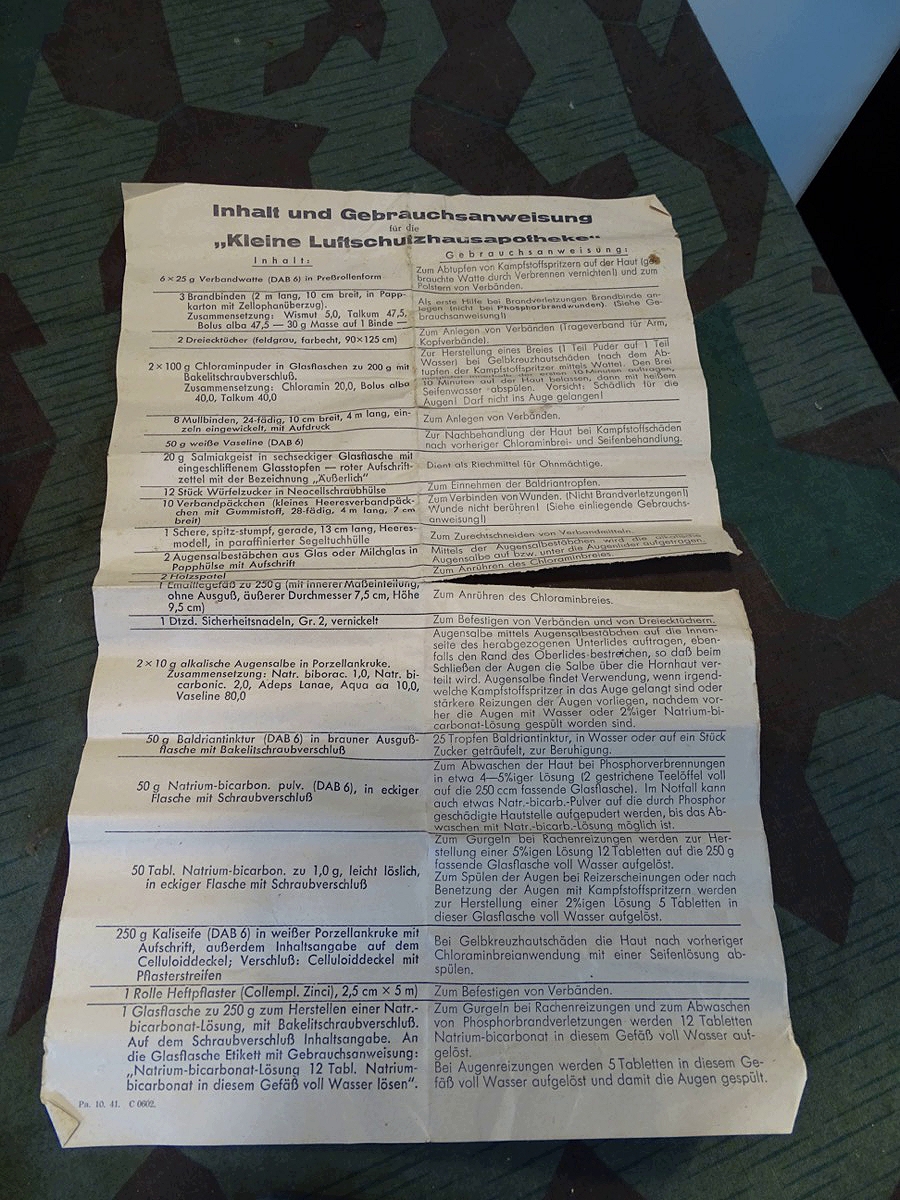 Inhalt und Gebrauchsanweisung
für die
„Kleine Luftschutzhausapotheke“
Inhalt:
Gebrauchsanweisung:
6×25 g Verbandwatte (DAB 6) in Preßrollenform
Zum Abtupfen von Kampfstoffspritzern auf der Haut (ge-
brauchte Watte durch Verbrennen vernichten!) und zum
Polstern von Verbänden.
3 Brandbinden (2 m lang, 10 cm breit, in Papp-
karton mit Zellophanüberzug).
Zusammensetzung: Wismut 5,0, Talkum 47,5,
Bolus alba 47,5 — 30 g Masse auf 1 Binde —
Als erste Hilfe bei Brandverletzungen Brandbinde an-
legen (nicht bei Phosphorbrandwunden). (Siehe Ge-
brauchsanweisung!)
2 Dreiecktücher (feldgrau, farbecht, 90×125 cm)
Zum Anlegen von Verbänden (Trageverband für Arm,
Kopfverbände).
2×100 g Chloraminpuder in Glasflaschen zu 200 g mit
Bakelitschraubverschluß.
Zusammensetzung: Chloramin 20,0, Bolus alba
40,0, Talkum 40,0
Zur Herstellung eines Breies (1 Teil Puder auf 1 Teil
Wasser) bei Gelbkreuzhautschäden (nach dem Ab-
tupfen der Kampfstoffspritzer mittels Watte). Den Brei
während der ersten 10 Minuten auftragen,
10 Minuten auf der Haut belassen, dann mit heißem
Seifenwasser abspülen. Vorsicht: Schädlich für die
Augen! Darf nicht ins Auge gelangen!
8 Mullbinden, 24-fädig, 10 cm breit, 4 m lang, ein-
zeln eingewickelt, mit Aufdruck
Zum Anlegen von Verbänden.
50 g weiße Vaseline (DAB 6)
Zur Nachbehandlung der Haut bei Kampfstoffschäden
nach vorheriger Chloraminbrei- und Seifenbehandlung.
20 g Salmiakgeist in sechseckiger Glasflasche mit
eingeschliffenem Glasstopfen — roter Aufschrift-
zettel mit der Bezeichnung „Äußerlich“
Dient als Riechmittel für Ohnmächtige.
12 Stück Würfelzucker in Neocellschraubhülse
Zum Einnehmen der Baldriantropfen.
10 Verbandpäckchen (kleines Heeresverbandpäck-
chen mit Gummistoff, 28-fädig, 4 m lang, 7 cm
breit)
Zum Verbinden von Wunden. (Nicht Brandverletzungen!)
Wunde nicht berühren! (Siehe einliegende Gebrauchs-
anweisung!)
1 Schere, spitz-stumpf, gerade, 13 cm lang, Heeres-
modell, in paraffinierter Segeltuchhülle
Zum Zurechtschneiden von Verbandmitteln.
2 Augensalbestäbchen aus Glas oder Milchglas in
Papphülse mit Aufschrift
Mittels der Augensalbestäbchen wird die alkalische
Augensalbe auf bzw. unter die Augenlider aufgetragen.
2 Holzspatel
Zum Anrühren des Chloraminbreies.
1 Emaillegefäß zu 250 g (mit innerer Maßeinteilung,
ohne Ausguß, äußerer Durchmesser 7,5 cm, Höhe
9,5 cm)
Zum Anrühren des Chloraminbreies.
1 Dtzd. Sicherheitsnadeln, Gr. 2, vernickelt
Zum Befestigen von Verbänden und von Dreiecktüchern.
2×10 g alkalische Augensalbe in Porzellankruke.
Zusammensetzung: Natr. biborac. 1,0, Natr. bi-
carbonic. 2,0, Adeps Lanae, Aqua aa 10,0,
Vaseline 80,0
Augensalbe mittels Augensalbestäbchen auf die Innen-
seite des herabgezogenen Unterlides auftragen, eben-
falls den Rand des Oberlides bestreichen, so daß beim
Schließen der Augen die Salbe über die Hornhaut ver-
teilt wird. Augensalbe findet Verwendung, wenn irgend-
welche Kampfstoffspritzer in das Auge gelangt sind oder
stärkere Reizungen der Augen vorliegen, nachdem vor-
her die Augen mit Wasser oder 2%iger Natrium-bi-
carbonat-Lösung gespült worden sind.
50 g Baldriantinktur (DAB 6) in brauner Ausguß-
flasche mit Bakelitschraubverschluß
25 Tropfen Baldriantinktur, in Wasser oder auf ein Stück
Zucker geträufelt, zur Beruhigung.
50 g Natrium-bicarbon. pulv. (DAB 6), in eckiger
Flasche mit Schraubverschluß
Zum Abwaschen der Haut bei Phosphorverbrennungen
in etwa 4—5%iger Lösung (2 gestrichene Teelöffel voll
auf die 250 ccm fassende Glasflasche). Im Notfall kann
auch etwas Natr.-bicarb.-Pulver auf die durch Phosphor
geschädigte Hautstelle aufgepudert werden, bis das Ab-
waschen mit Natr.-bicarb.-Lösung möglich ist.
50 Tabl. Natrium-bicarbon. zu 1,0 g, leicht löslich,
in eckiger Flasche mit Schraubverschluß
Zum Gurgeln bei Rachenreizungen werden zur Her-
stellung einer 5%igen Lösung 12 Tabletten auf die 250 g
fassende Glasflasche voll Wasser aufgelöst.
Zum Spülen der Augen bei Reizerscheinungen oder nach
Benetzung der Augen mit Kampfstoffspritzern werden
zur Herstellung einer 2%igen Lösung 5 Tabletten in
dieser Glasflasche voll Wasser aufgelöst.
250 g Kaliseife (DAB 6) in weißer Porzellankruke mit
Aufschrift, außerdem Inhaltsangabe auf dem
Celluloiddeckel; Verschluß: Celluloiddeckel mit
Pflasterstreifen
Bei Gelbkreuzhautschäden die Haut nach vorheriger
Chloraminbreianwendung mit einer Seifenlösung ab-
spülen.
1 Rolle Heftpflaster (Collempl. Zinci), 2,5 cm × 5 m)
Zum Befestigen von Verbänden.
1 Glasflasche zu 250 g zum Herstellen einer Natr.-
bicarbonat-Lösung, mit Bakelitschraubverschluß.
Auf dem Schraubverschluß Inhaltsangabe. An
die Glasflasche Etikett mit Gebrauchsanweisung:
„Natrium-bicarbonat-Lösung 12 Tabl. Natrium-
bicarbonat in diesem Gefäß voll Wasser lösen“.
Zum Gurgeln bei Rachenreizungen und zum Abwaschen
von Phosphorbrandverletzungen werden 12 Tabletten
Natrium-bicarbonat in diesem Gefäß voll Wasser auf-
gelöst.
Bei Augenreizungen werden 5 Tabletten in diesem Ge-
fäß voll Wasser aufgelöst und damit die Augen gespült.
Pa. 10. 41. C 0602.